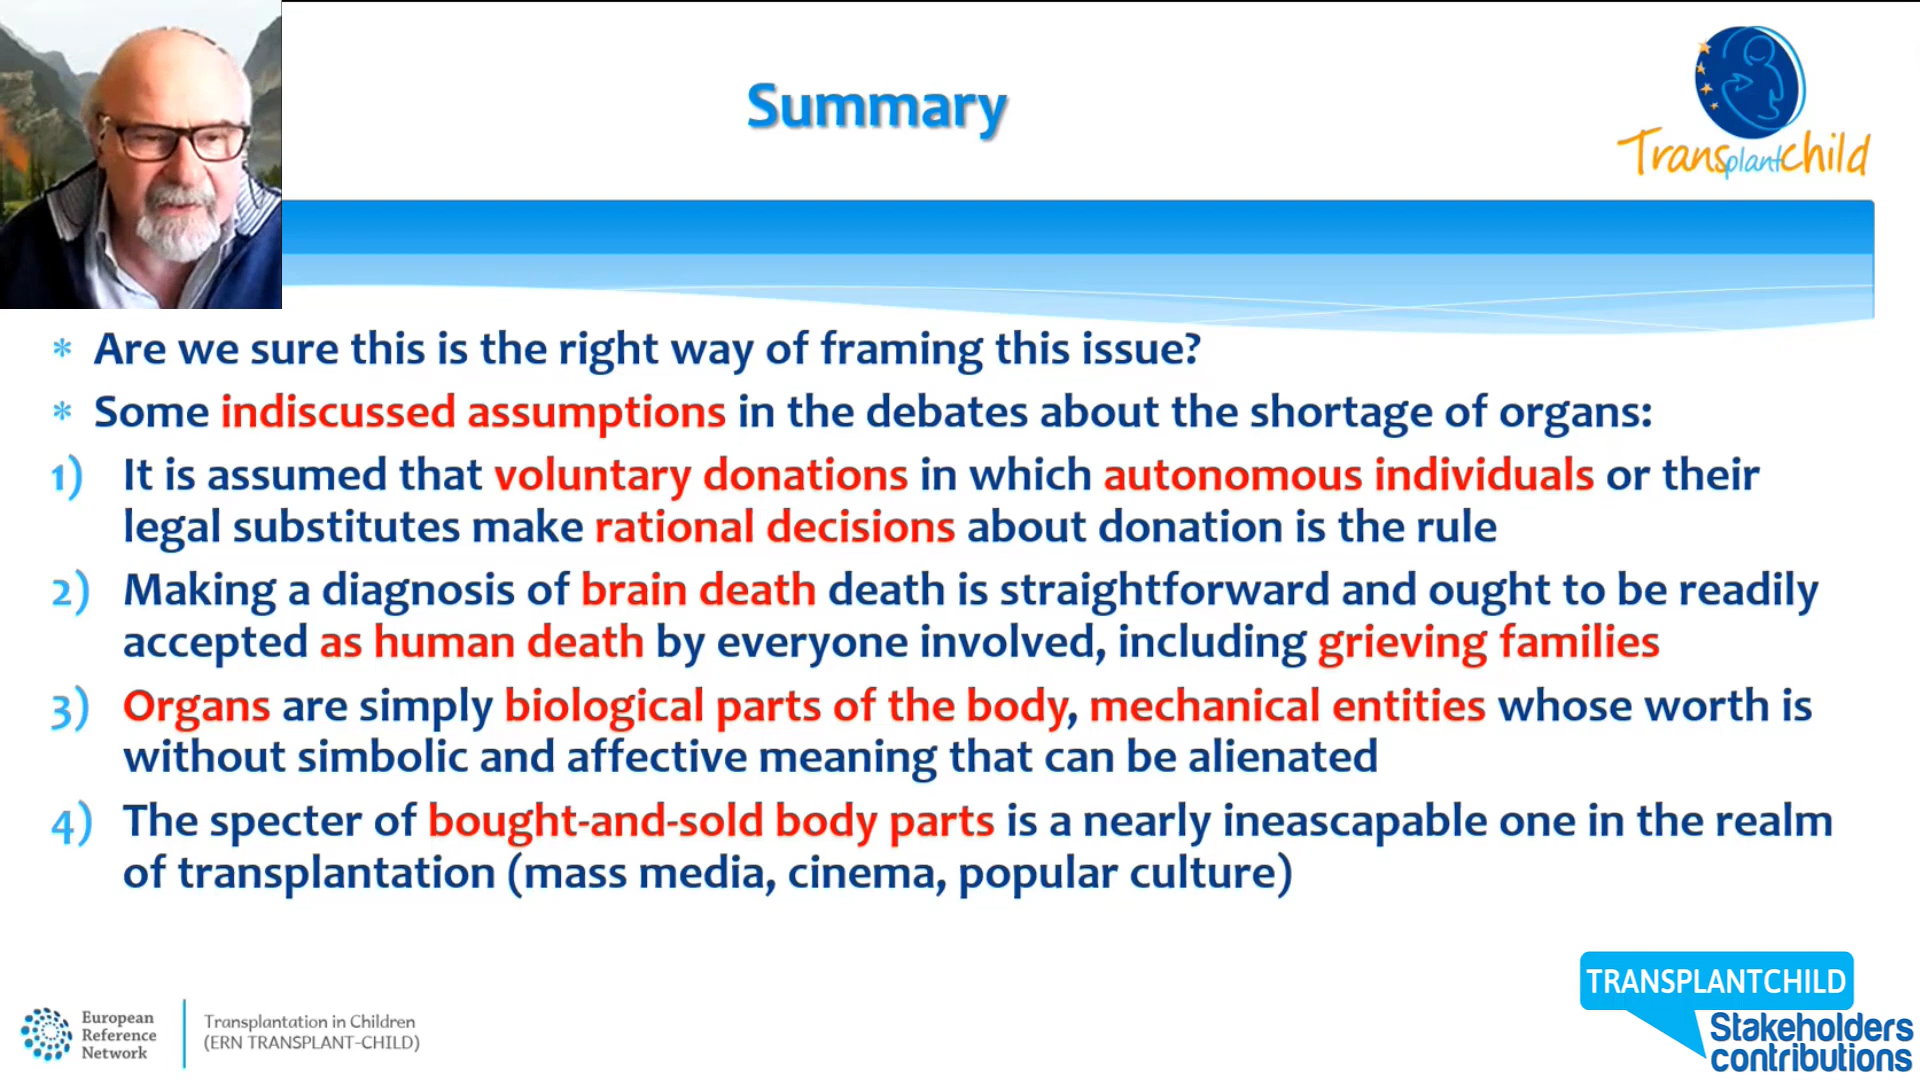 Summary
Transplantchild
* Are we sure this is the right way of framing this issue?
* Some indiscussed assumptions in the debates about the shortage of organs:
1) It is assumed that voluntary donations in which autonomous individuals or their
legal substitutes make rational decisions about donation is the rule
2) Making a diagnosis of brain death death is straightforward and ought to be readily
accepted as human death by everyone involved, including grieving families
3) Organs are simply biological parts of the body, mechanical entities whose worth is
without simbolic and affective meaning that can be alienated
4) The specter of bought-and-sold body parts is a nearly ineascapable one in the realm
of transplantation (mass media, cinema, popular culture)
European
Reference
Network
Transplantation in Children
(ERN TRANSPLANT-CHILD)
TRANSPLANTCHILD
Stakeholders
contributions